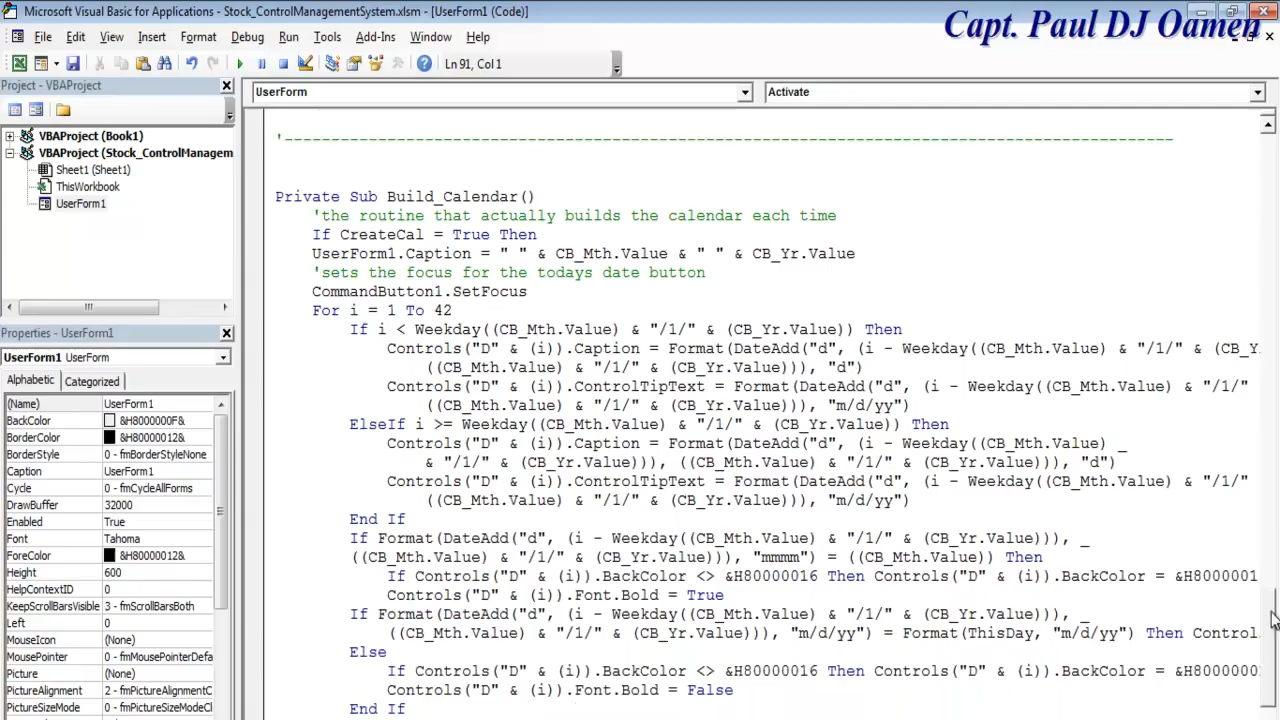 Microsoft Visual Basic for Applications - Stock_ControlManagementSystem.xlsm - [UserForm1 (Code)]
Capt. Paul DJ Oamen
File Edit View Insert Format Debug Run Tools Add-Ins Window Help
Ln 91, Col 1
Project - VBAProject
UserForm
Activate
VBAProject (Book1)
VBAProject (Stock_ControlManagem
Sheet1 (Sheet1)
ThisWorkbook
UserForm1
Properties - UserForm1
UserForm1 UserForm
Alphabetic Categorized
(Name) UserForm1
BackColor &H8000000F&
BorderColor &H80000012&
BorderStyle 0 - fmBorderStyleNone
Caption UserForm1
Cycle 0 - fmCycleAllForms
DrawBuffer 32000
Enabled True
Font Tahoma
ForeColor &H80000012&
Height 600
HelpContextID 0
KeepScrollBarsVisible 3 - fmScrollBarsBoth
Left 0
MouseIcon (None)
MousePointer 0 - fmMousePointerDefa
Picture (None)
PictureAlignment 2 - fmPictureAlignmentC
PictureSizeMode 0 - fmPictureSizeModeCl
'-----------------------------------------------------------------------------------------------
Private Sub Build_Calendar()
'the routine that actually builds the calendar each time
If CreateCal = True Then
UserForm1.Caption = " " & CB_Mth.Value & " " & CB_Yr.Value
'sets the focus for the todays date button
CommandButton1.SetFocus
For i = 1 To 42
If i < Weekday((CB_Mth.Value) & "/1/" & (CB_Yr.Value)) Then
Controls("D" & (i)).Caption = Format(DateAdd("d", (i - Weekday((CB_Mth.Value) & "/1/" & (CB_Y
((CB_Mth.Value) & "/1/" & (CB_Yr.Value))), "d")
Controls("D" & (i)).ControlTipText = Format(DateAdd("d", (i - Weekday((CB_Mth.Value) & "/1/"
((CB_Mth.Value) & "/1/" & (CB_Yr.Value))), "m/d/yy")
ElseIf i >= Weekday((CB_Mth.Value) & "/1/" & (CB_Yr.Value)) Then
Controls("D" & (i)).Caption = Format(DateAdd("d", (i - Weekday((CB_Mth.Value) _
& "/1/" & (CB_Yr.Value))), ((CB_Mth.Value) & "/1/" & (CB_Yr.Value))), "d")
Controls("D" & (i)).ControlTipText = Format(DateAdd("d", (i - Weekday((CB_Mth.Value) & "/1/"
((CB_Mth.Value) & "/1/" & (CB_Yr.Value))), "m/d/yy")
End If
If Format(DateAdd("d", (i - Weekday((CB_Mth.Value) & "/1/" & (CB_Yr.Value))), _
((CB_Mth.Value) & "/1/" & (CB_Yr.Value))), "mmmm") = ((CB_Mth.Value)) Then
If Controls("D" & (i)).BackColor <> &H80000016 Then Controls("D" & (i)).BackColor = &H8000001
Controls("D" & (i)).Font.Bold = True
If Format(DateAdd("d", (i - Weekday((CB_Mth.Value) & "/1/" & (CB_Yr.Value))), _
((CB_Mth.Value) & "/1/" & (CB_Yr.Value))), "m/d/yy") = Format(ThisDay, "m/d/yy") Then Control
Else
If Controls("D" & (i)).BackColor <> &H80000016 Then Controls("D" & (i)).BackColor = &H8000000
Controls("D" & (i)).Font.Bold = False
End If